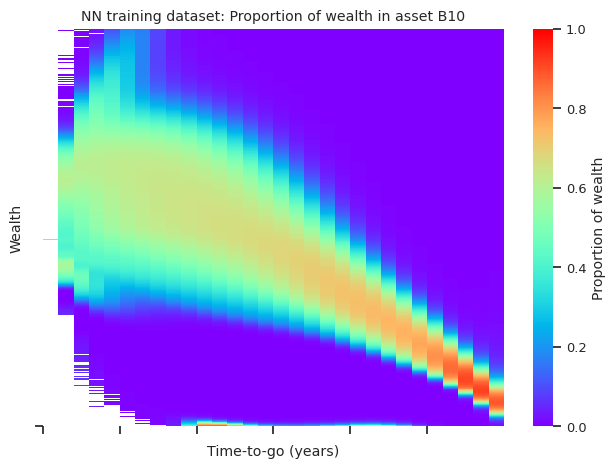 NN training dataset: Proportion of wealth in asset B10
Wealth
Time-to-go (years)
1.0
0.8
0.6
0.4
0.2
0.0
Proportion of wealth